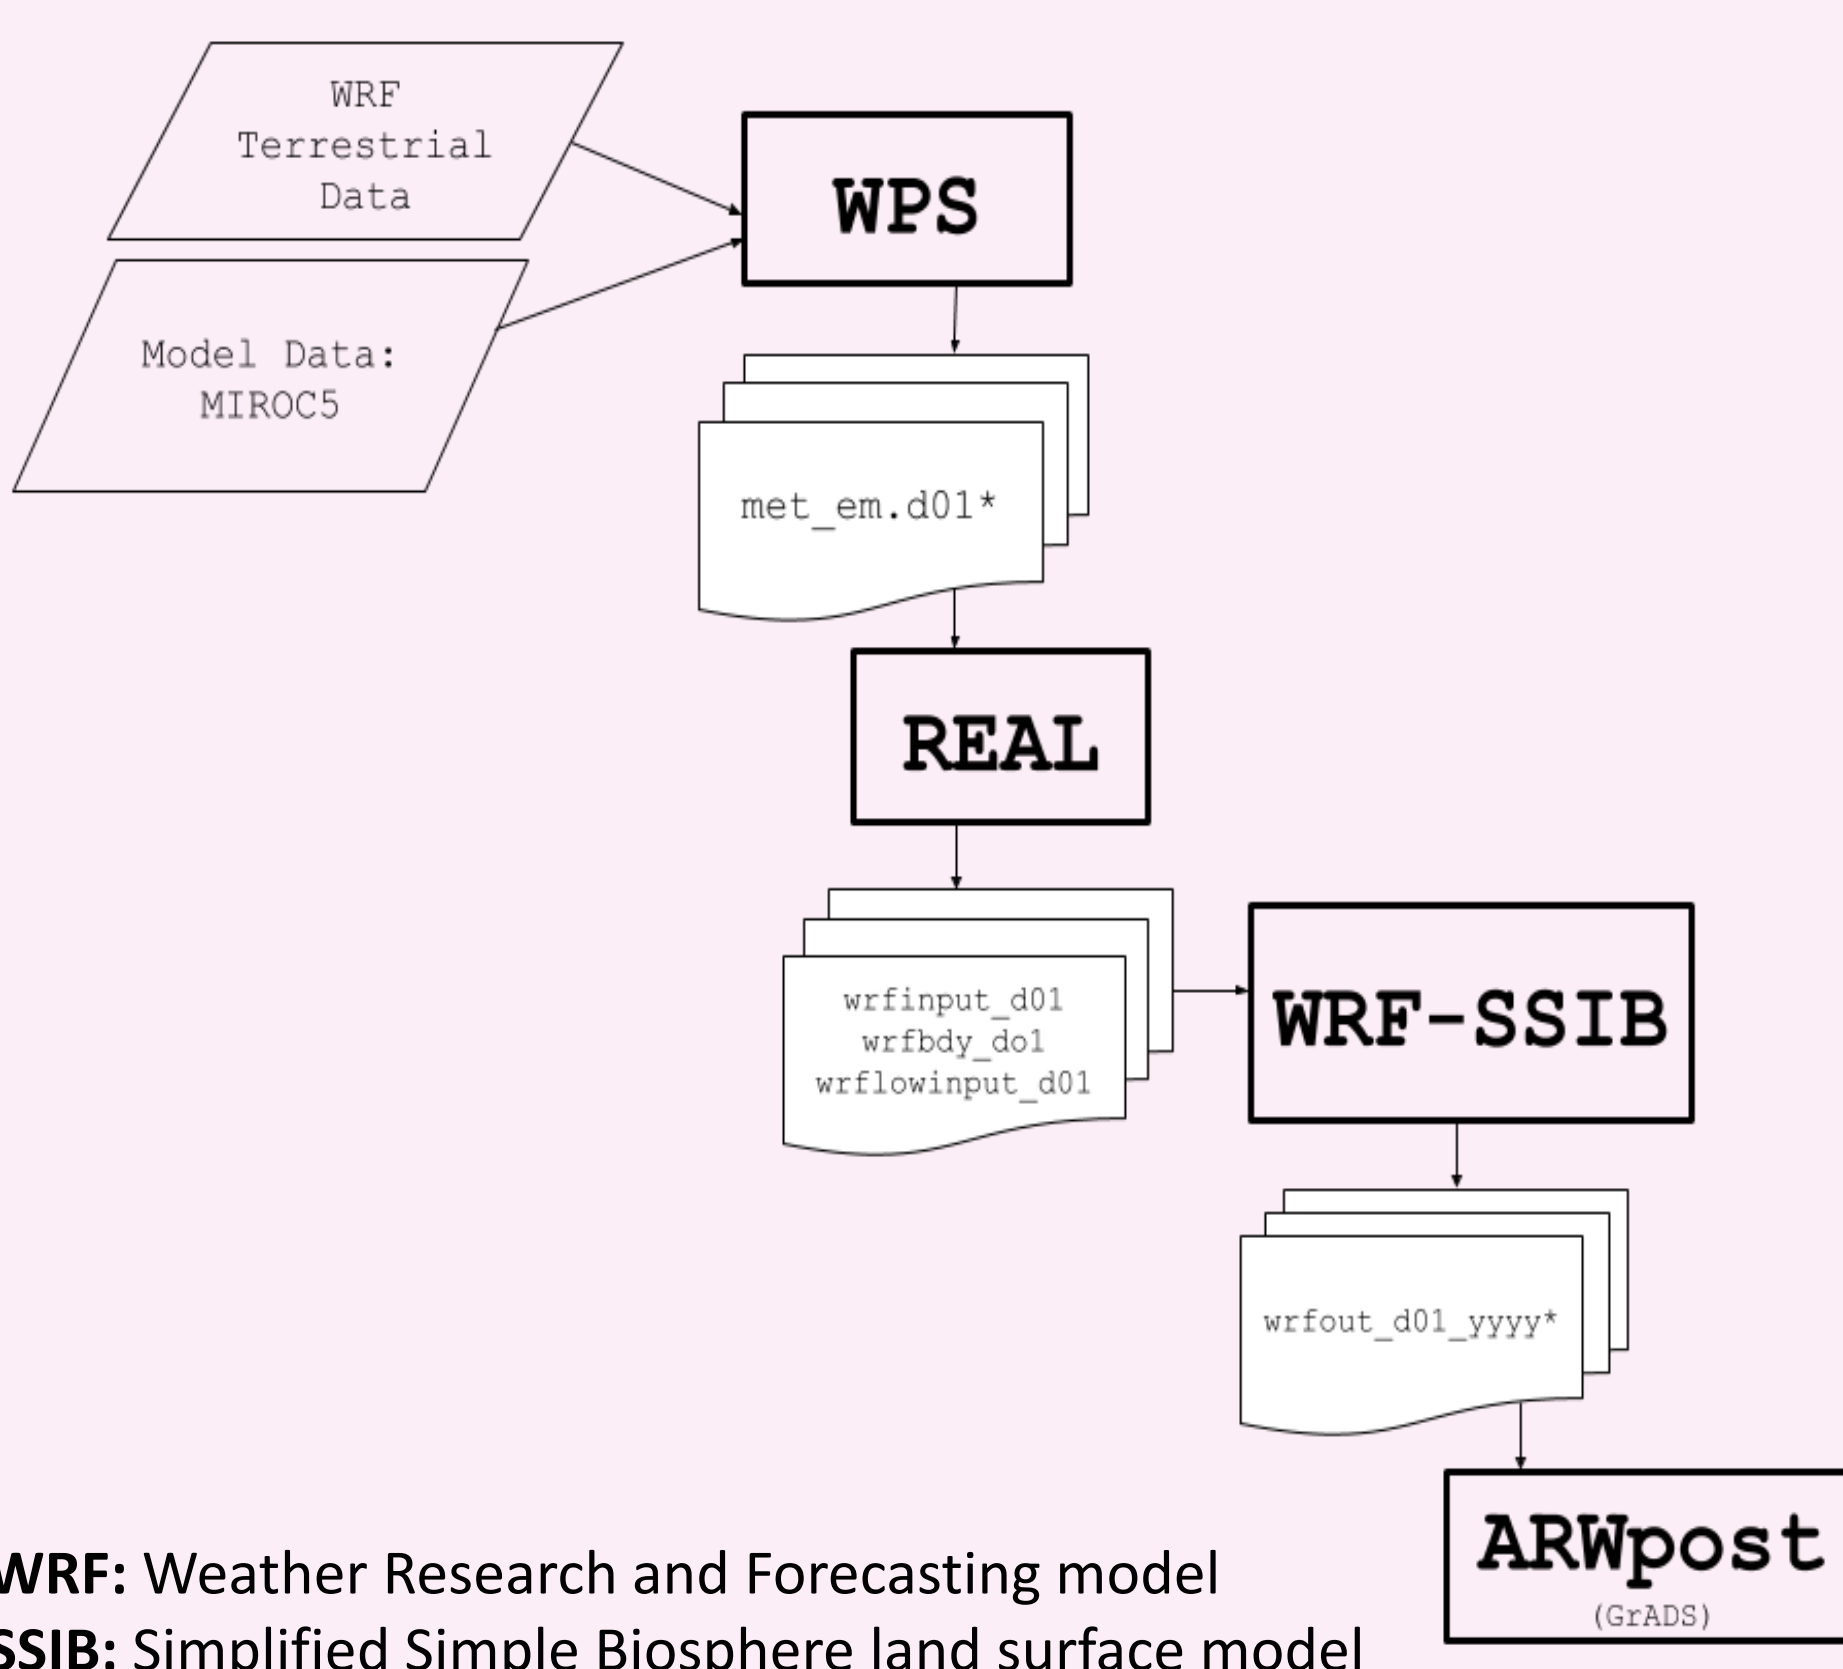 WRF
Terrestrial
Data
WPS
Model Data:
MIROC5
met_em.d01*
REAL
wrfinput_d01
wrfbdy_do1
wrflowinput_d01
WRF-SSIB
wrfout_d01_yyyy*
ARWpost
(GrADS)
WRF: Weather Research and Forecasting model
SSIB: Simplified Simple Biosphere land surface model